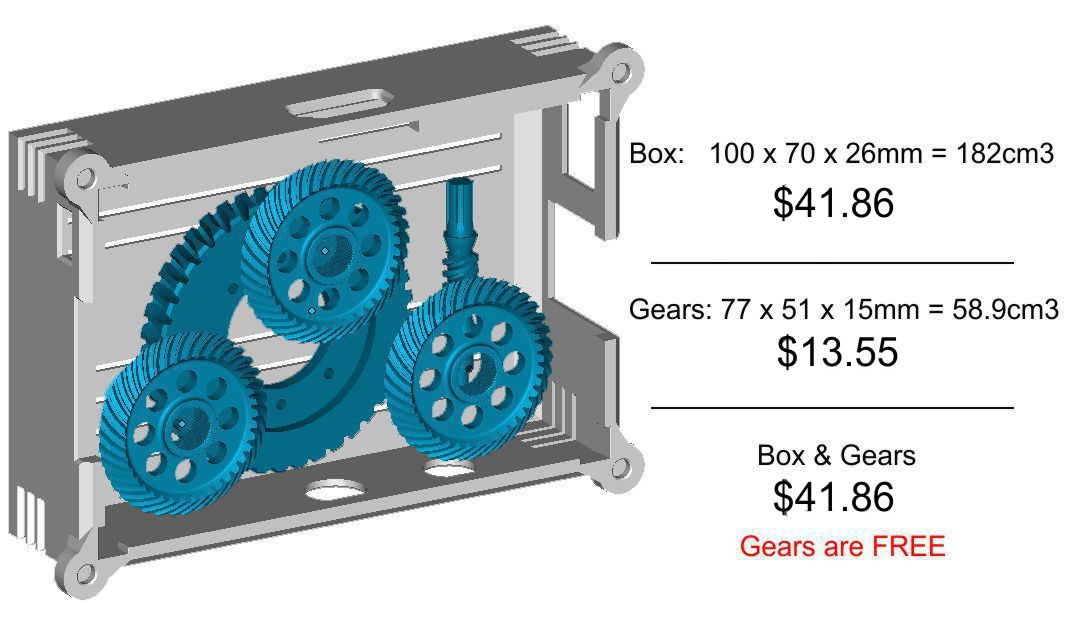 Box: 100 x 70 x 26mm = 182cm3
$41.86
Gears: 77 x 51 x 15mm = 58.9cm3
$13.55
Box & Gears
$41.86
Gears are FREE